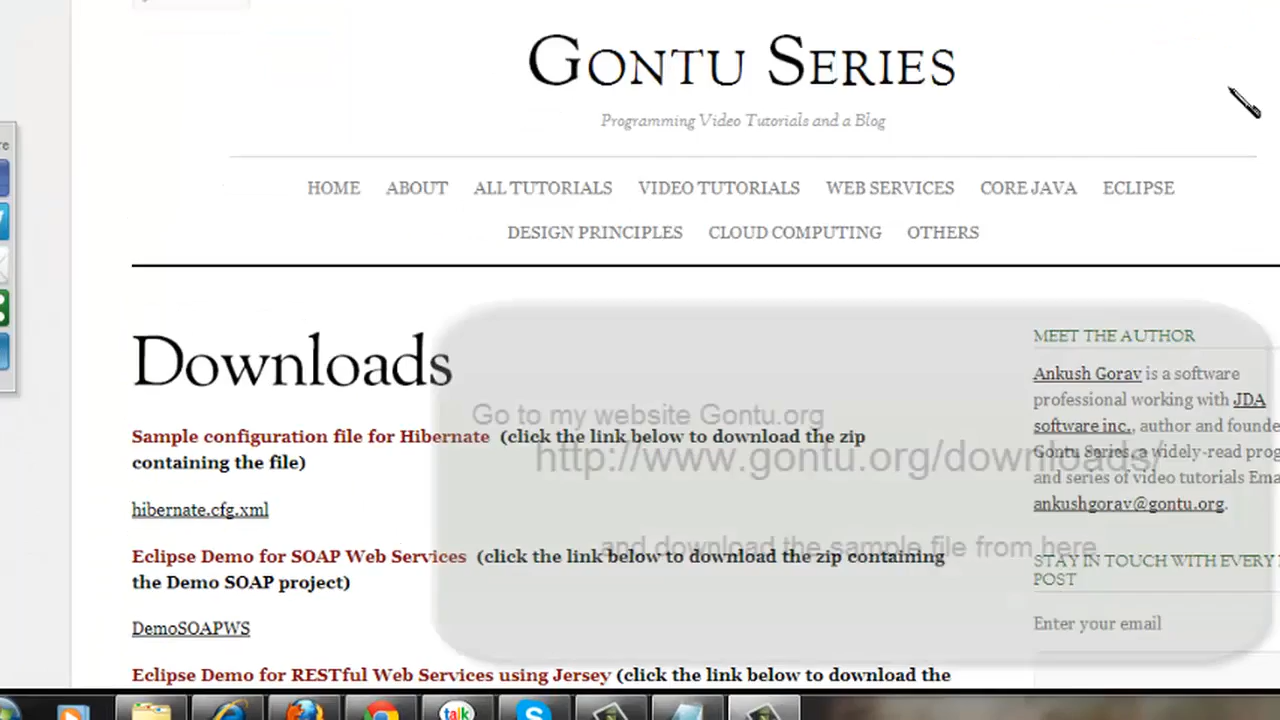 Gontu Series
Programming Video Tutorials and a Blog
HOME ABOUT ALL TUTORIALS VIDEO TUTORIALS WEB SERVICES CORE JAVA ECLIPSE
DESIGN PRINCIPLES CLOUD COMPUTING OTHERS
Downloads
Sample configuration file for Hibernate (click the link below to download the zip
containing the file)
hibernate.cfg.xml
Eclipse Demo for SOAP Web Services (click the link below to download the zip containing
the Demo SOAP project)
DemoSOAPWS
Eclipse Demo for RESTful Web Services using Jersey (click the link below to download the
Go to my website Gontu.org
http://www.gontu.org/downloads/
and download the sample file from here
MEET THE AUTHOR
Ankush Gorav is a software
professional working with JDA
software inc., author and founde
Gontu Series, a widely-read prog
and series of video tutorials Ema
ankushgorav@gontu.org.
STAY IN TOUCH WITH EVERY
POST
Enter your email
talk